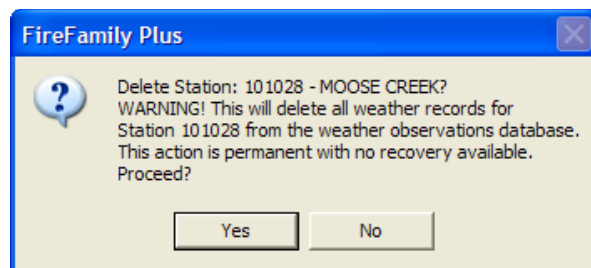 FireFamily Plus
Delete Station: 101028 - MOOSE CREEK?
WARNING! This will delete all weather records for
Station 101028 from the weather observations database.
This action is permanent with no recovery available.
Proceed?
Yes
No